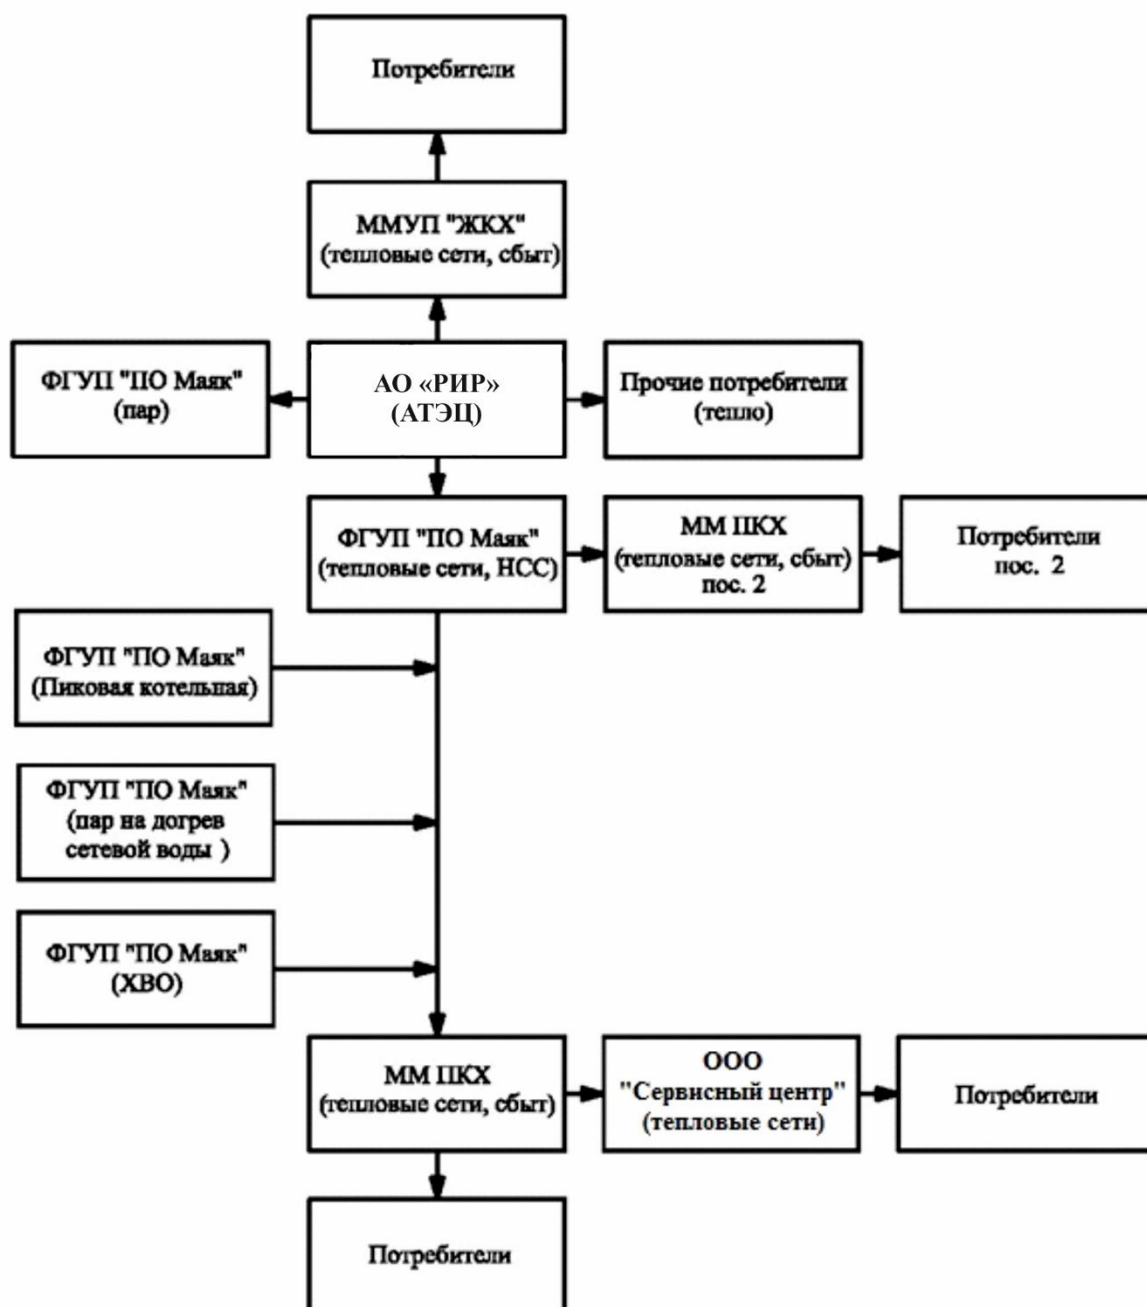 Потребители
ММУП "ЖКХ"
(тепловые сети, сбыт)
ФГУП "ПО Маяк"
(пар)
АО «РИР»
(АТЭЦ)
Прочие потребители
(тепло)
ФГУП "ПО Маяк"
(тепловые сети, НСС)
ММ ПКХ
(тепловые сети, сбыт)
пос. 2
Потребители
пос. 2
ФГУП "ПО Маяк"
(Пиковая котельная)
ФГУП "ПО Маяк"
(пар на догрев
сетевой воды )
ФГУП "ПО Маяк"
(ХВО)
ММ ПКХ
(тепловые сети, сбыт)
ООО
"Сервисный центр"
(тепловые сети)
Потребители
Потребители